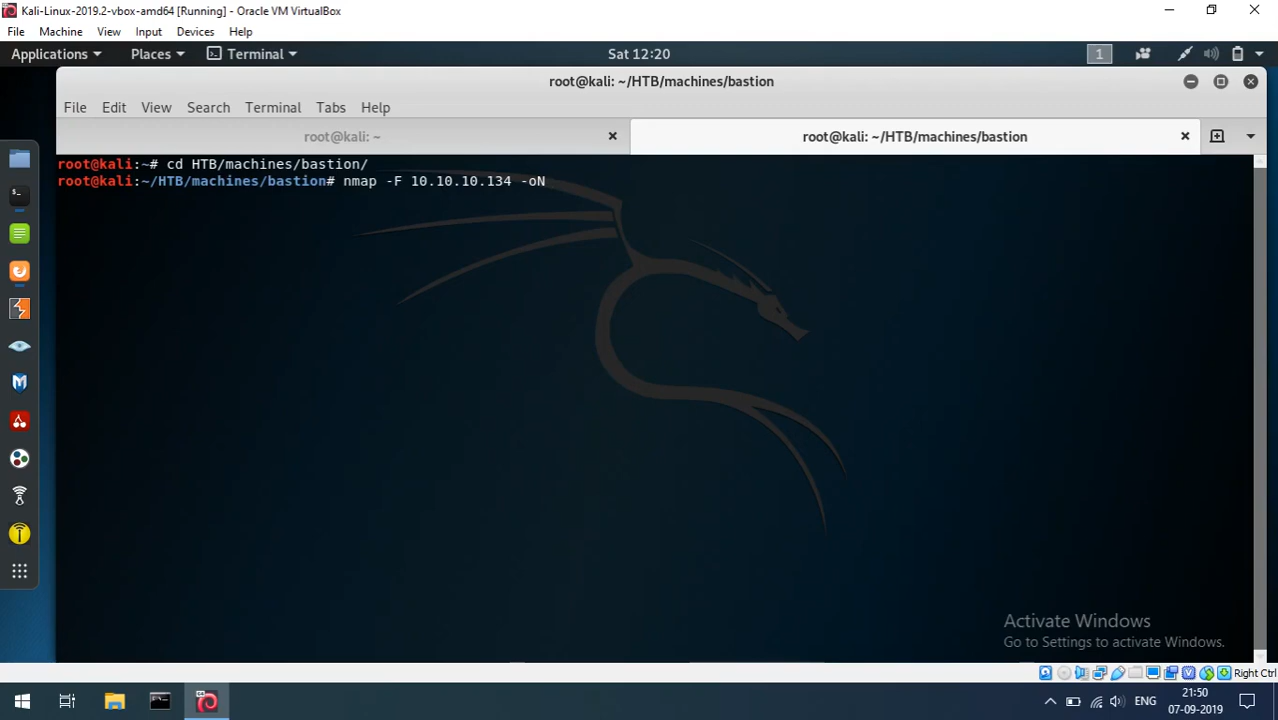 Kali-Linux-2019.2-vbox-amd64 [Running] - Oracle VM VirtualBox
File Machine View Input Devices Help
Applications Places Terminal Sat 12:20 1
root@kali: ~/HTB/machines/bastion
File Edit View Search Terminal Tabs Help
root@kali: ~ root@kali: ~/HTB/machines/bastion
root@kali:~# cd HTB/machines/bastion/
root@kali:~/HTB/machines/bastion# nmap -F 10.10.10.134 -oN
Activate Windows
Go to Settings to activate Windows.
Right Ctrl
ENG 21:50
07-09-2019